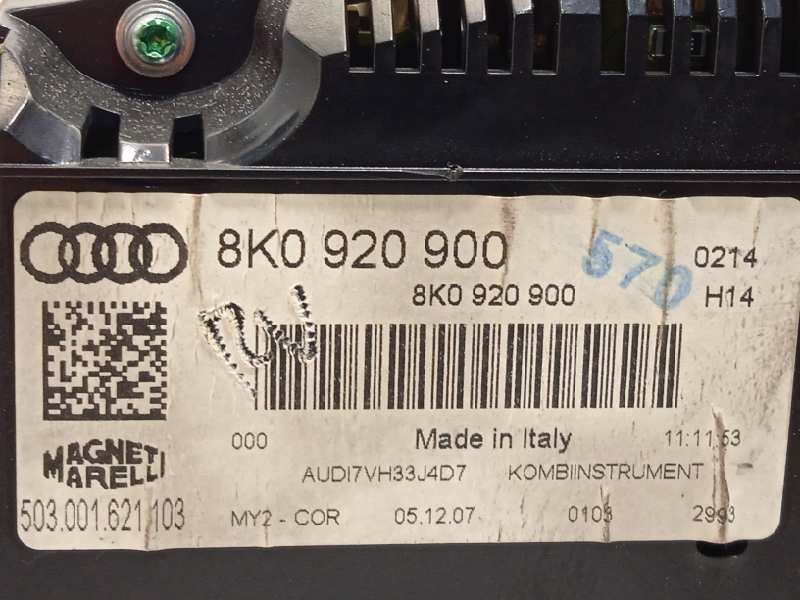 8K0 920 900
570
0214
8K0 920 900
H14
000
Made in Italy
11:11:53
MAGNETI
MARELLI
AUDI7VH33J4D7
KOMBIINSTRUMENT
503.001.621.103
MY2 - COR
05.12.07
0103
2993